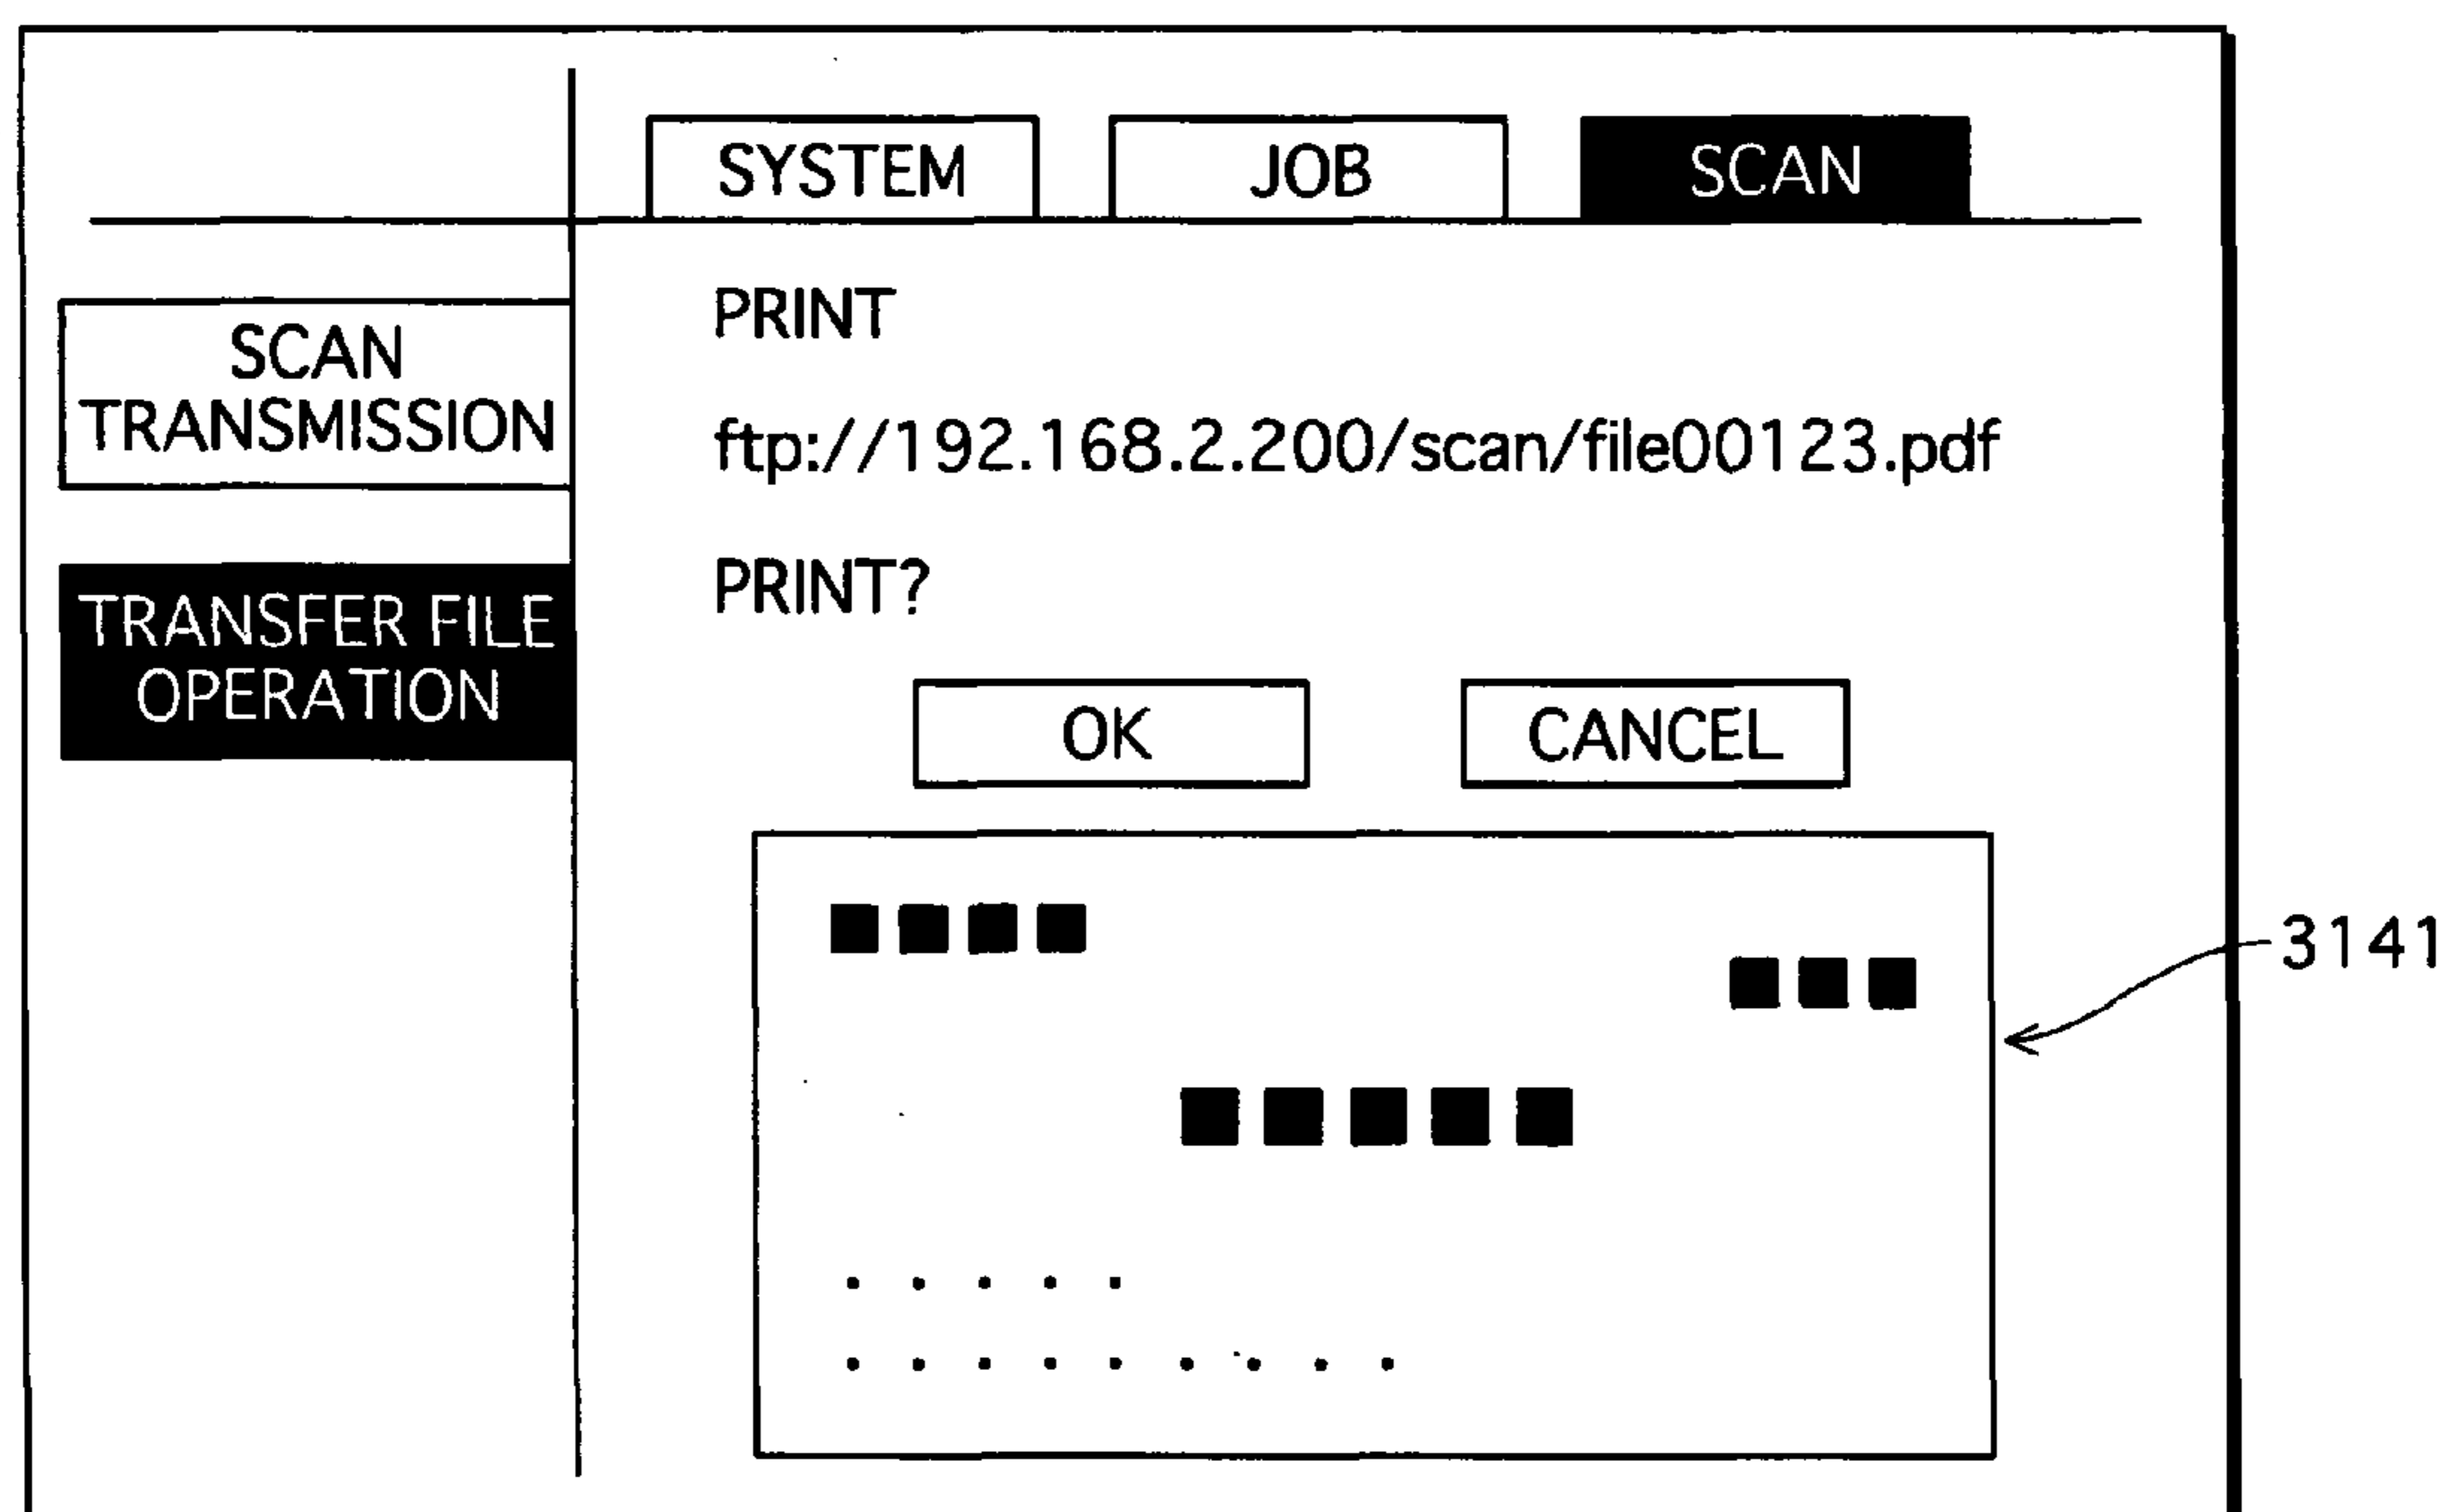 SYSTEM JOB SCAN
SCAN
TRANSMISSION
TRANSFER FILE
OPERATION
PRINT
ftp://192.168.2.200/scan/file00123.pdf
PRINT?
OK CANCEL
3141